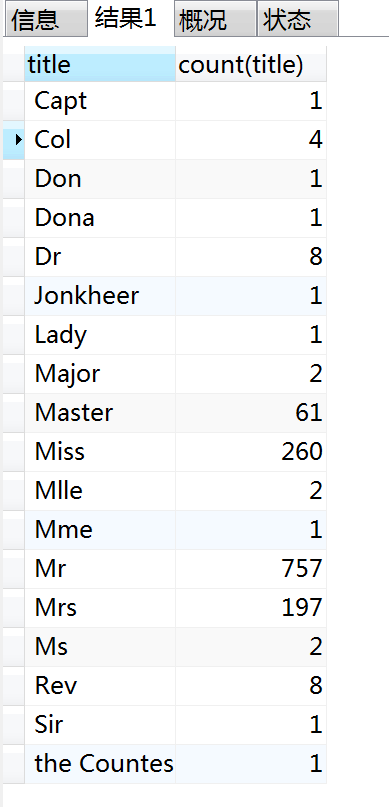 信息 结果1 概况 状态
title count(title)
Capt 1
Col 4
Don 1
Dona 1
Dr 8
Jonkheer 1
Lady 1
Major 2
Master 61
Miss 260
Mlle 2
Mme 1
Mr 757
Mrs 197
Ms 2
Rev 8
Sir 1
the Countes 1